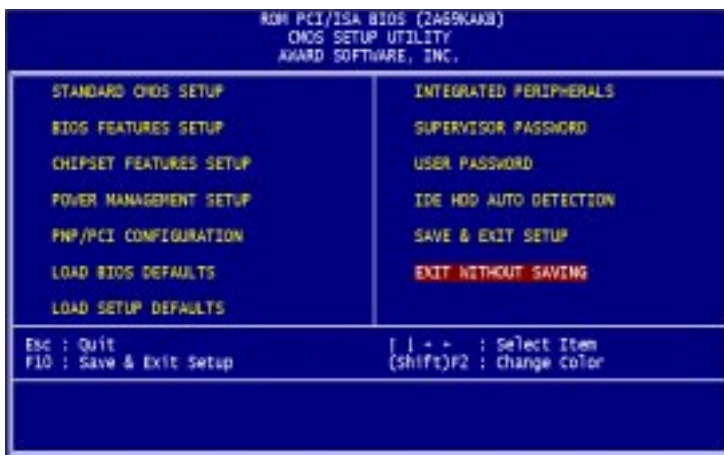 ROM PCI/ISA BIOS (2A69KAKB)
CMOS SETUP UTILITY
AWARD SOFTWARE, INC.
STANDARD CMOS SETUP
BIOS FEATURES SETUP
CHIPSET FEATURES SETUP
POWER MANAGEMENT SETUP
PNP/PCI CONFIGURATION
LOAD BIOS DEFAULTS
LOAD SETUP DEFAULTS
INTEGRATED PERIPHERALS
SUPERVISOR PASSWORD
USER PASSWORD
IDE HDD AUTO DETECTION
SAVE & EXIT SETUP
EXIT WITHOUT SAVING
Esc : Quit
F10 : Save & Exit Setup
: Select Item
(Shift)F2 : Change Color